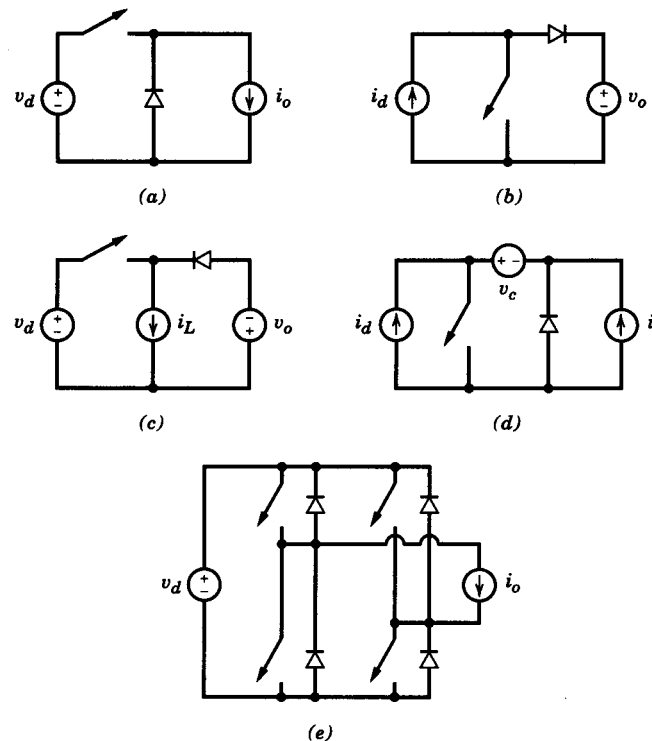 v_d
+
-
i_o
(a)
i_d
+
-
v_o
(b)
v_d
+
-
i_L
-
+
v_o
(c)
i_d
+ -
v_c
(d)
v_d
+
-
i_o
(e)